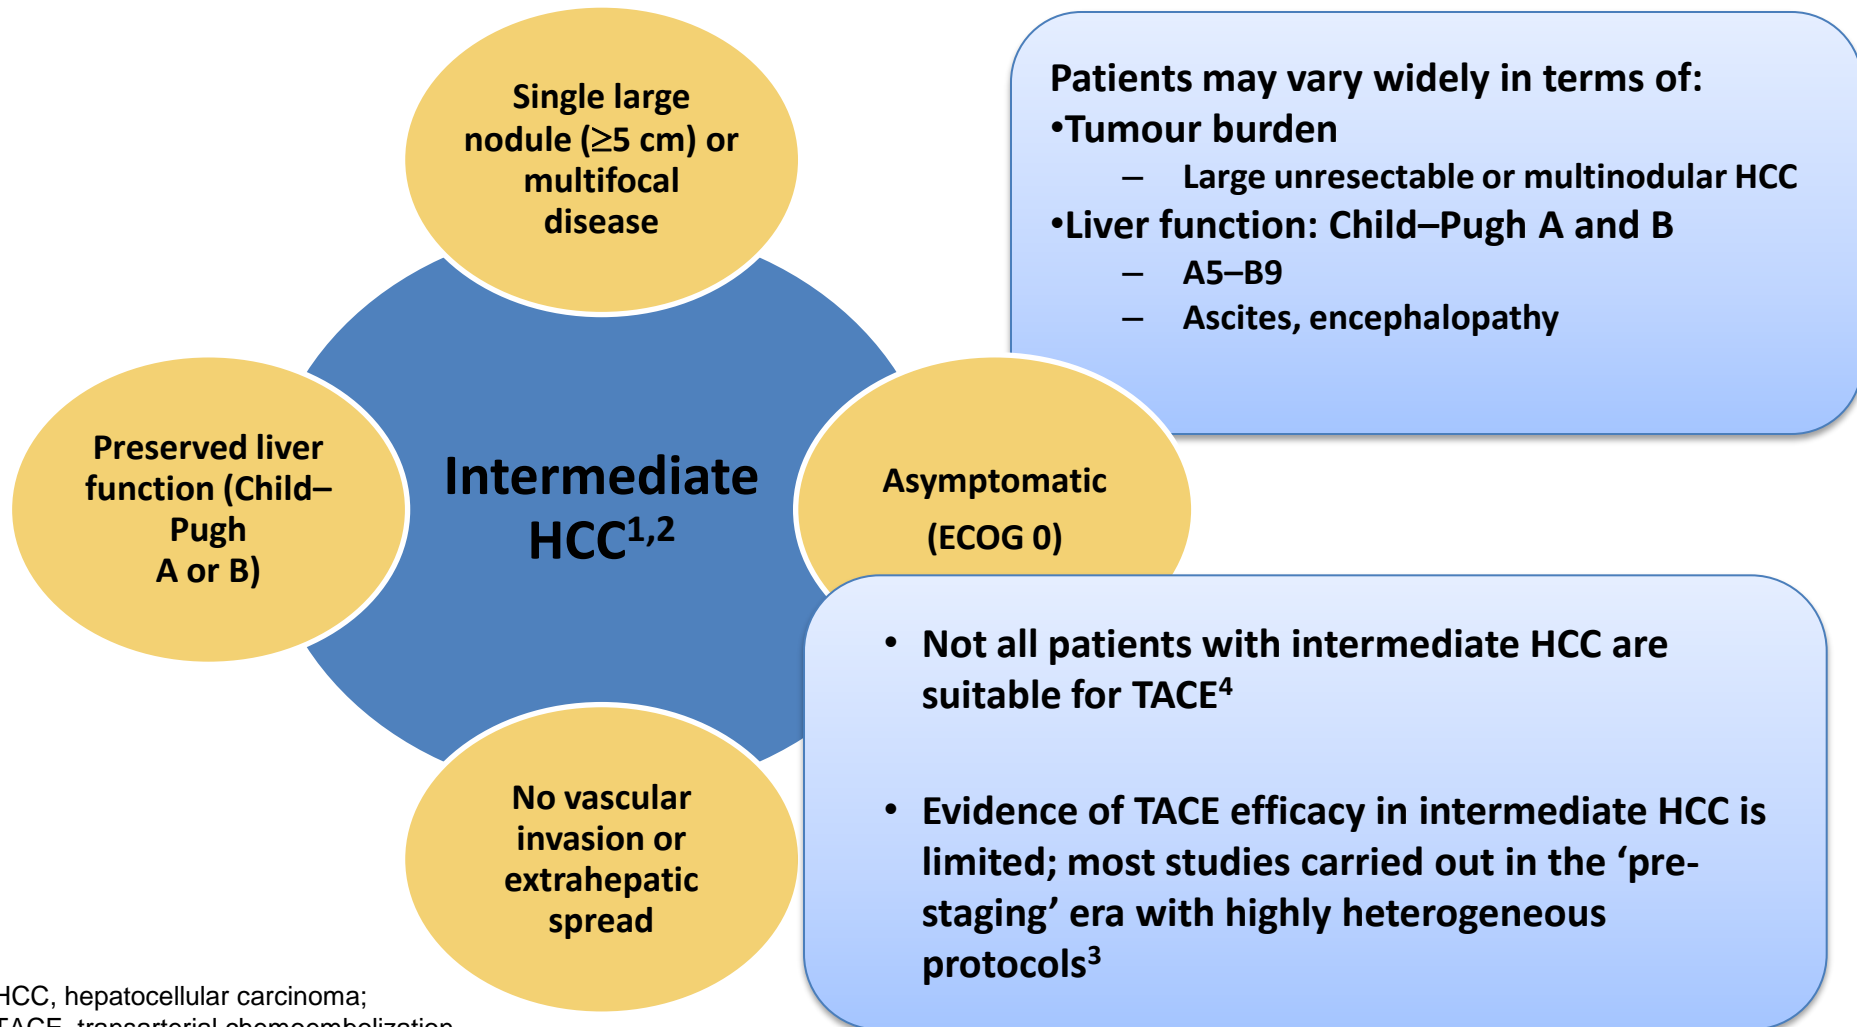 Single large
nodule (≥5 cm) or
multifocal
disease
Patients may vary widely in terms of:
•Tumour burden
– Large unresectable or multinodular HCC
•Liver function: Child–Pugh A and B
– A5–B9
– Ascites, encephalopathy
Preserved liver
function (Child–
Pugh
A or B)
Intermediate
HCC1,2
Asymptomatic
(ECOG 0)
No vascular
invasion or
extrahepatic
spread
• Not all patients with intermediate HCC are
suitable for TACE4
• Evidence of TACE efficacy in intermediate HCC is
limited; most studies carried out in the ‘pre-
staging’ era with highly heterogeneous
protocols3
HCC, hepatocellular carcinoma;
TACE, transarterial chemoembolization